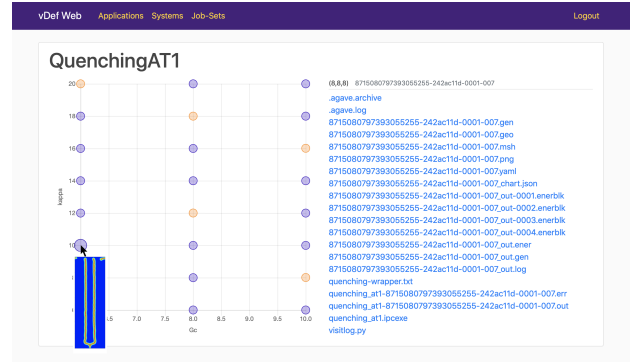 vDef Web Applications Systems Job-Sets Logout
QuenchingAT1
20
18
16
14
12
10
kappa
6.5 7.0 7.5 8.0 8.5 9.0 9.5 10.0
Gc
(8,8,8) 8715080797393055255-242ac11d-0001-007
.agave.archive
.agave.log
8715080797393055255-242ac11d-0001-007.gen
8715080797393055255-242ac11d-0001-007.geo
8715080797393055255-242ac11d-0001-007.msh
8715080797393055255-242ac11d-0001-007.png
8715080797393055255-242ac11d-0001-007.yaml
8715080797393055255-242ac11d-0001-007_chart.json
8715080797393055255-242ac11d-0001-007_out-0001.enerblk
8715080797393055255-242ac11d-0001-007_out-0002.enerblk
8715080797393055255-242ac11d-0001-007_out-0003.enerblk
8715080797393055255-242ac11d-0001-007_out-0004.enerblk
8715080797393055255-242ac11d-0001-007_out.ener
8715080797393055255-242ac11d-0001-007_out.gen
8715080797393055255-242ac11d-0001-007_out.log
quenching-wrapper.txt
quenching_at1-8715080797393055255-242ac11d-0001-007.err
quenching_at1-8715080797393055255-242ac11d-0001-007.out
quenching_at1.ipcexe
visitlog.py